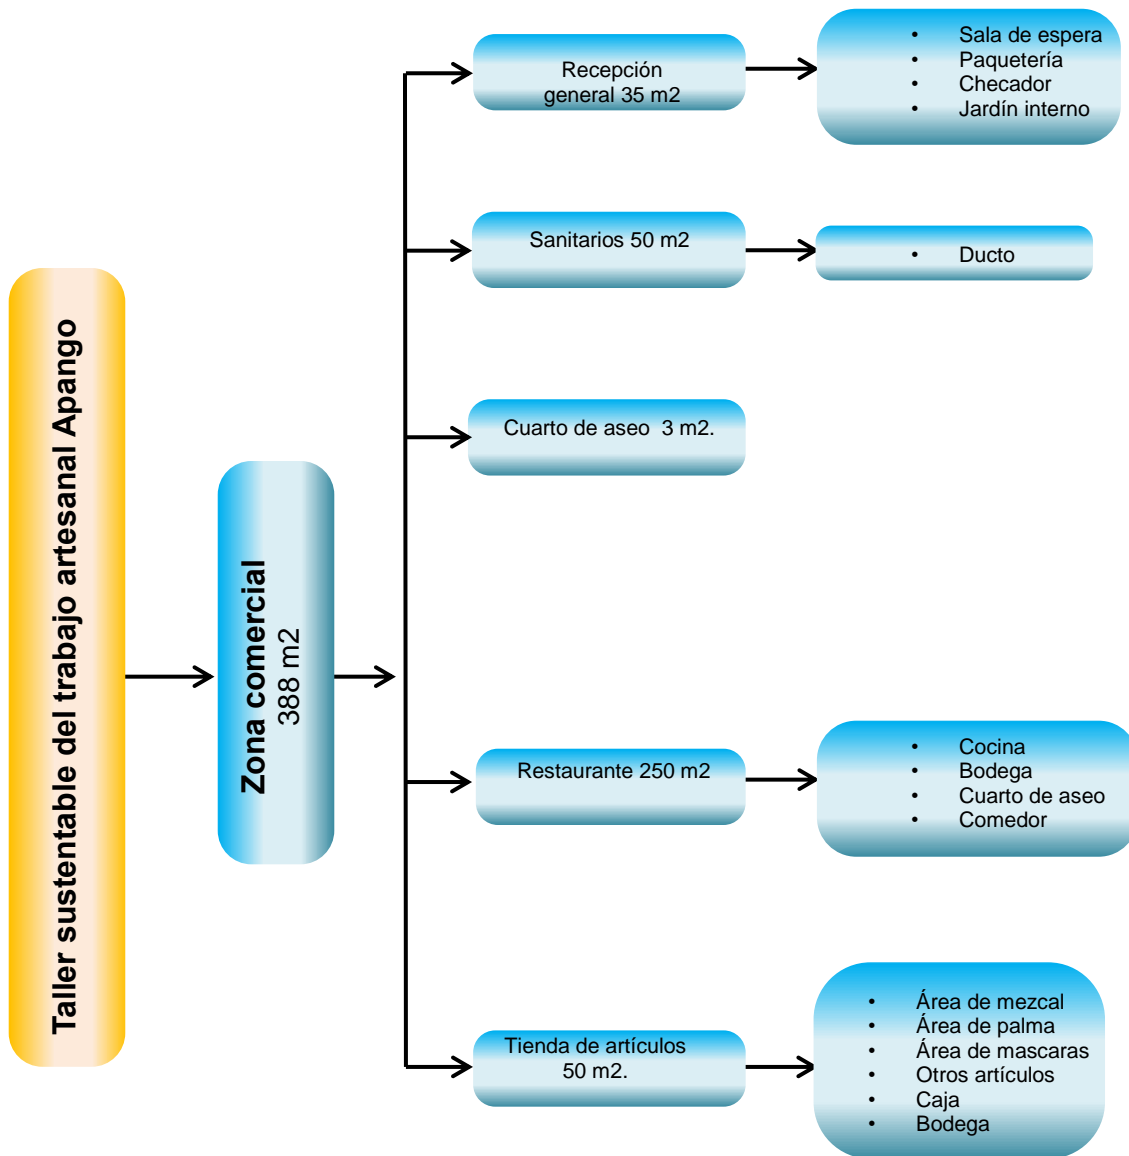 Taller sustentable del trabajo artesanal Apango
Zona comercial
388 m2
Recepción
general 35 m2
• Sala de espera
• Paquetería
• Checador
• Jardín interno
Sanitarios 50 m2
• Ducto
Cuarto de aseo  3 m2.
Restaurante 250 m2
• Cocina
• Bodega
• Cuarto de aseo
• Comedor
Tienda de artículos
50 m2.
• Área de mezcal
• Área de palma
• Área de mascaras
• Otros artículos
• Caja
• Bodega